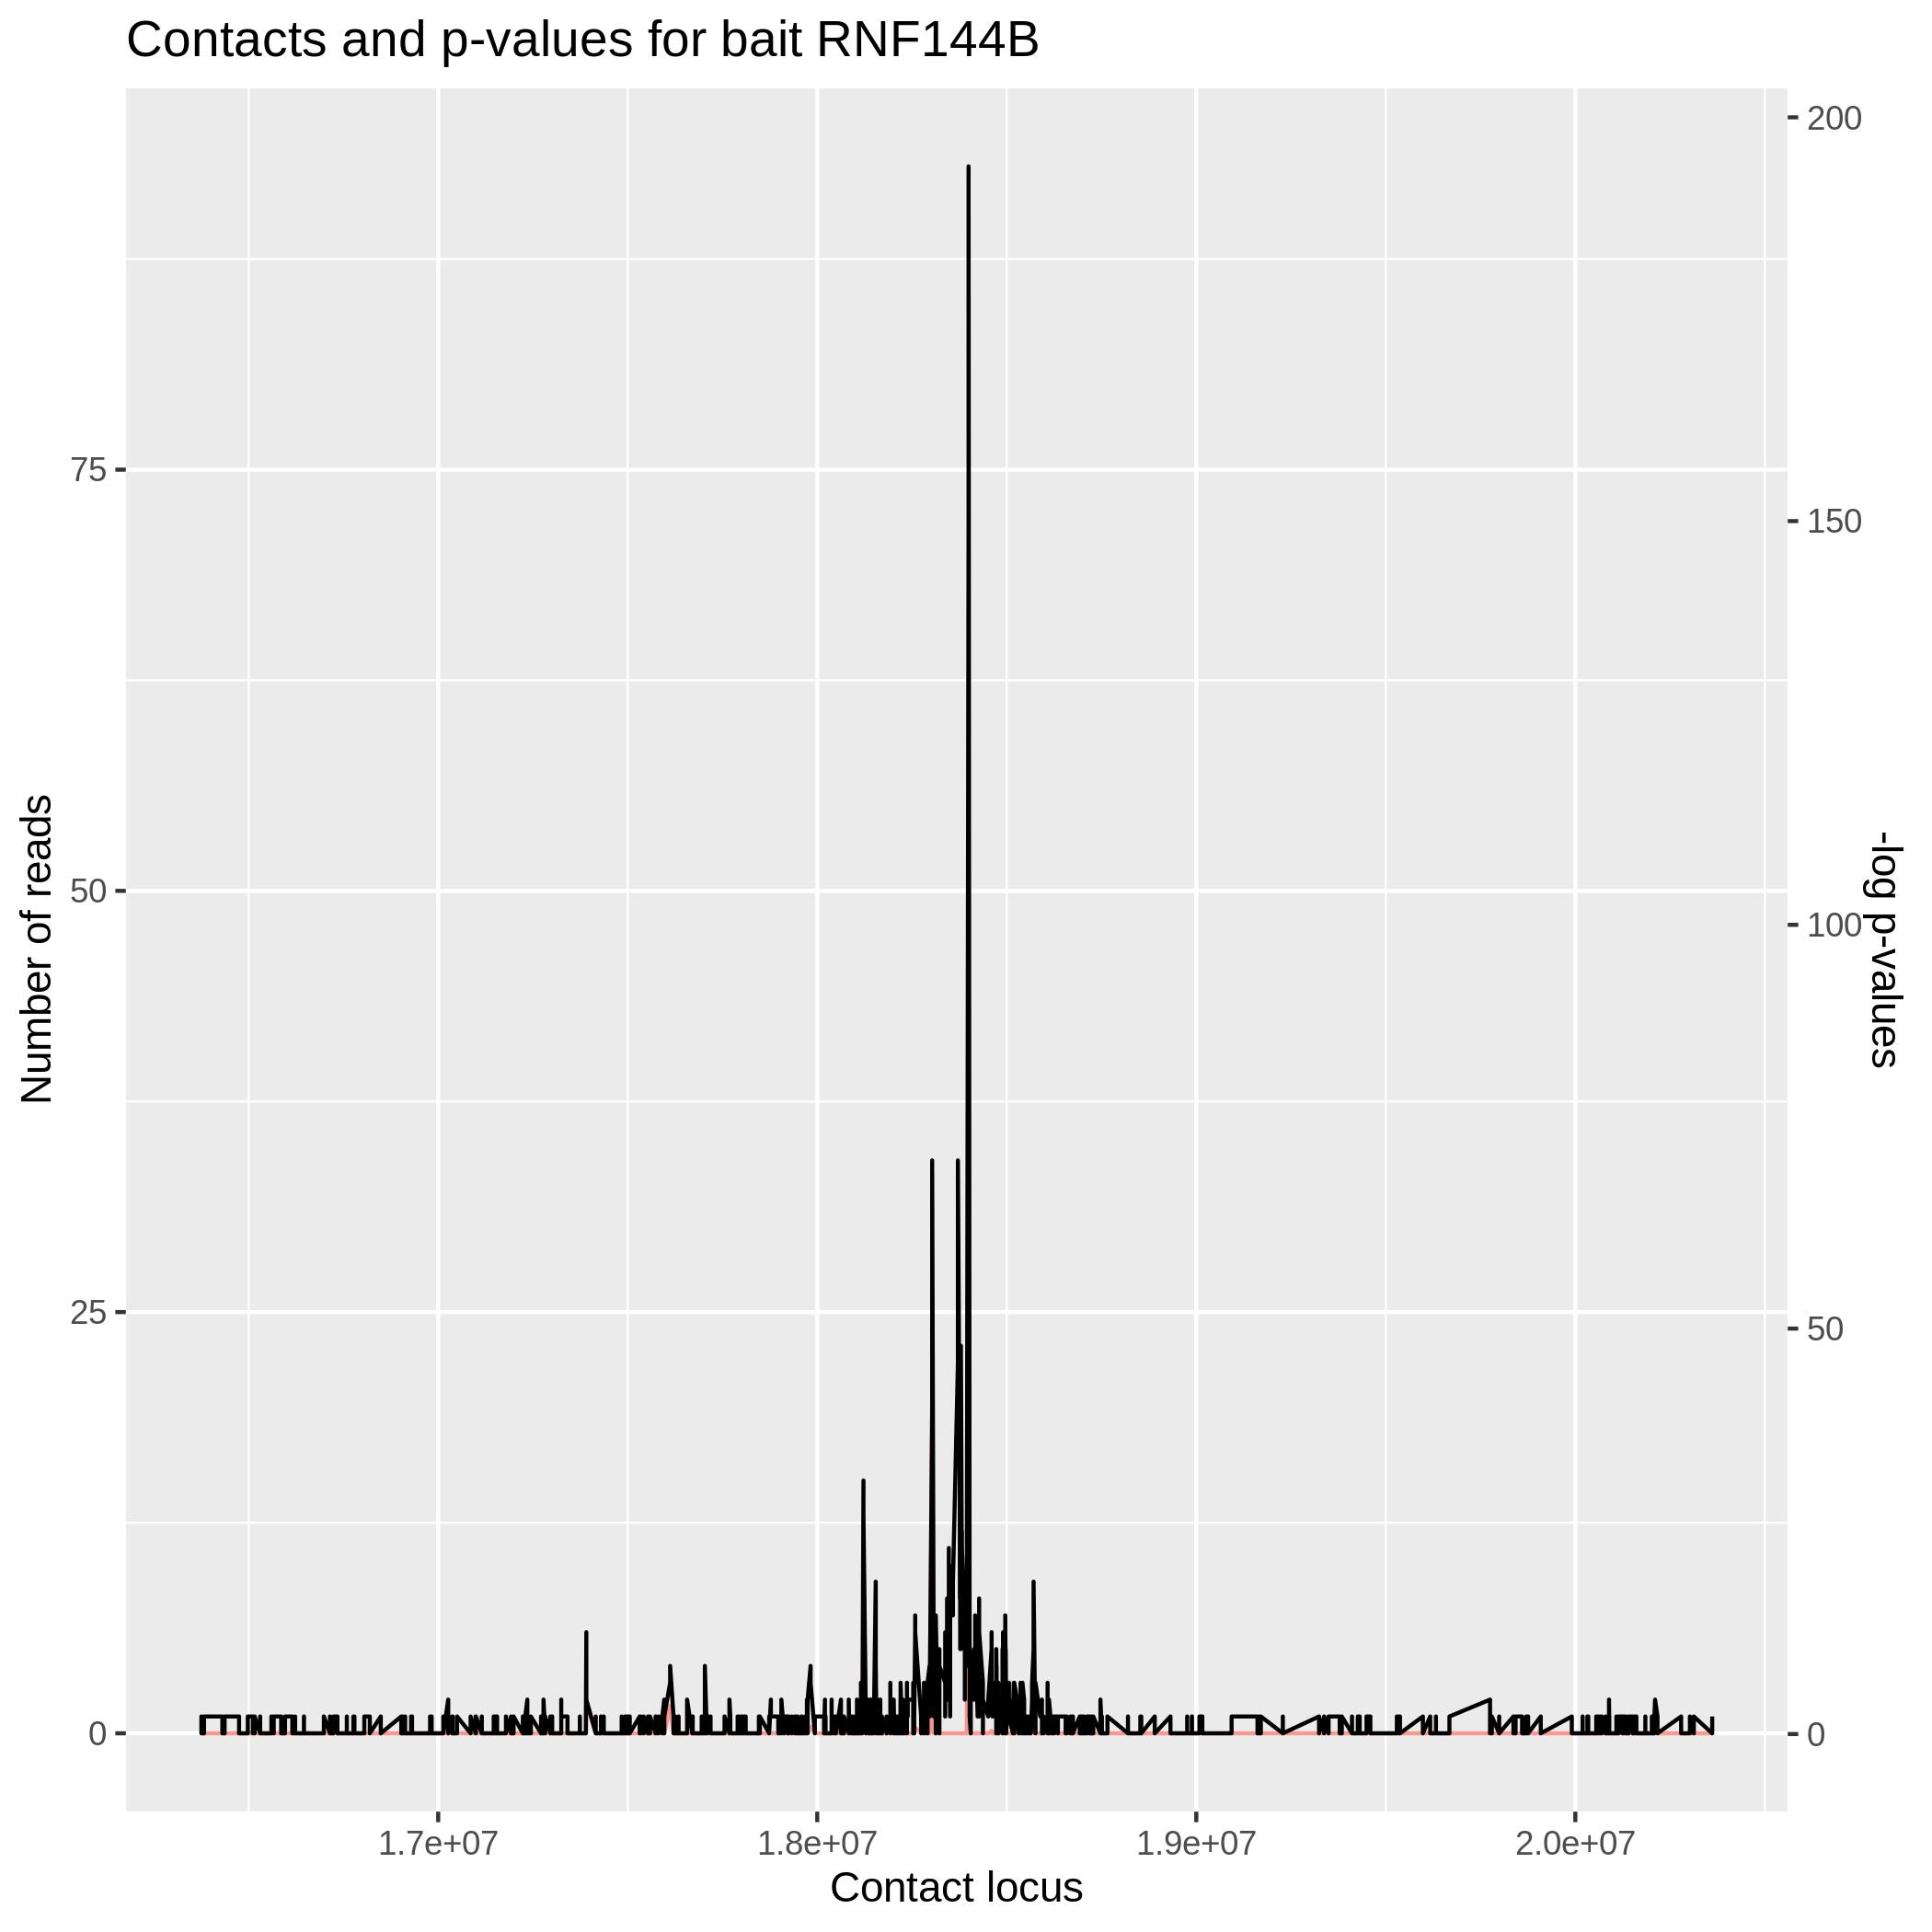 Contacts and p-values for bait RNF144B
Number of reads
75
50
25
0
200
150
100
50
0
-log p-values
1.7e+07
1.8e+07
1.9e+07
2.0e+07
Contact locus